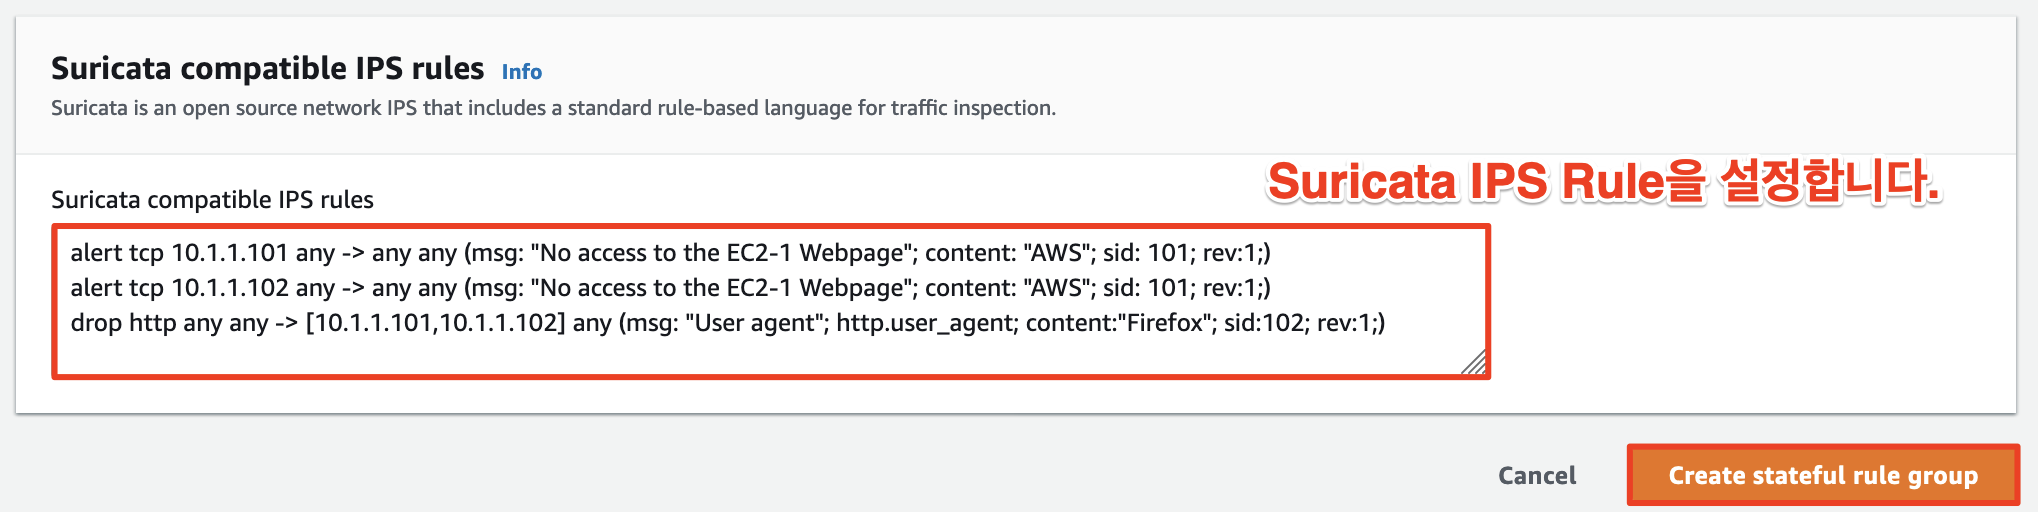 Suricata compatible IPS rules Info
Suricata is an open source network IPS that includes a standard rule-based language for traffic inspection.
Suricata IPS Rule을 설정합니다.
Suricata compatible IPS rules
alert tcp 10.1.1.101 any -> any any (msg: "No access to the EC2-1 Webpage"; content: "AWS"; sid: 101; rev:1;)
alert tcp 10.1.1.102 any -> any any (msg: "No access to the EC2-1 Webpage"; content: "AWS"; sid: 101; rev:1;)
drop http any any -> [10.1.1.101,10.1.1.102] any (msg: "User agent"; http.user_agent; content:"Firefox"; sid:102; rev:1;)
Cancel
Create stateful rule group